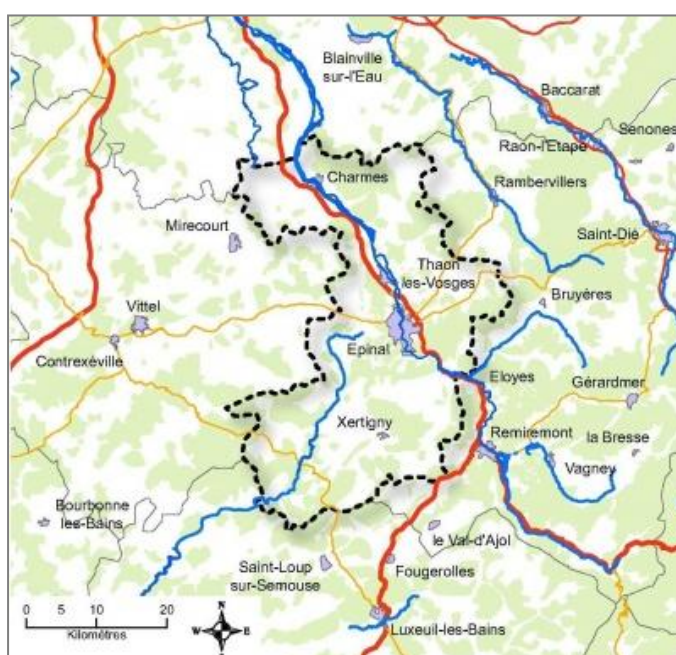 Blainville
sur-l'Eau
Baccarat
Senones
Raon-l'Etape
Charmes
Rambervillers
Mirecourt
Saint-Dié
Thaon
les-Vosges
Bruyéres
Vittel
Epinal
Contrexéville
Eloyes
Gérardmer
Xertigny
Remiremont
la Bresse
Vagney
Bourbonne
les-Bains
le Val-d'Ajol
Saint-Loup
sur-Semouse
Fougerolles
0 5 10 20
Kilomètres
N
W E
S
Luxeuil-les-Bains